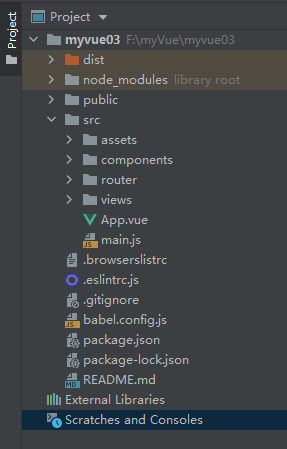 Project
Project
myvue03 F:\myVue\myvue03
dist
node_modules library root
public
src
assets
components
router
views
App.vue
main.js
.browserslistrc
.eslintrc.js
.gitignore
babel.config.js
package.json
package-lock.json
README.md
External Libraries
Scratches and Consoles